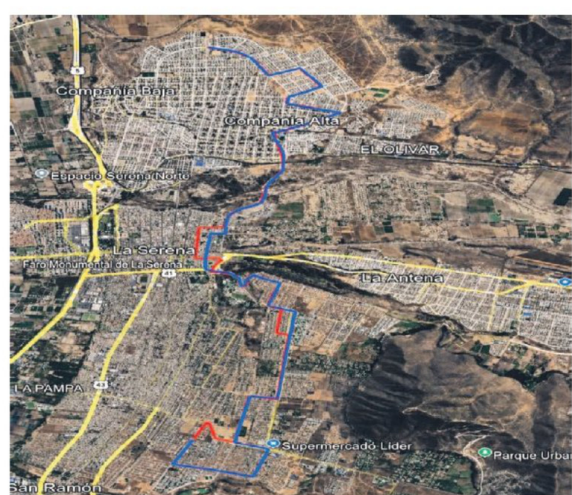 5
Compañía Baja
Compañía Alta
EL OLIVAR
Espacio Serena Norte
La Serena
Faro Monumental de La Serena
41
La Antena
LA PAMPA
43
Supermercado Lider
Parque Urba
San Ramón